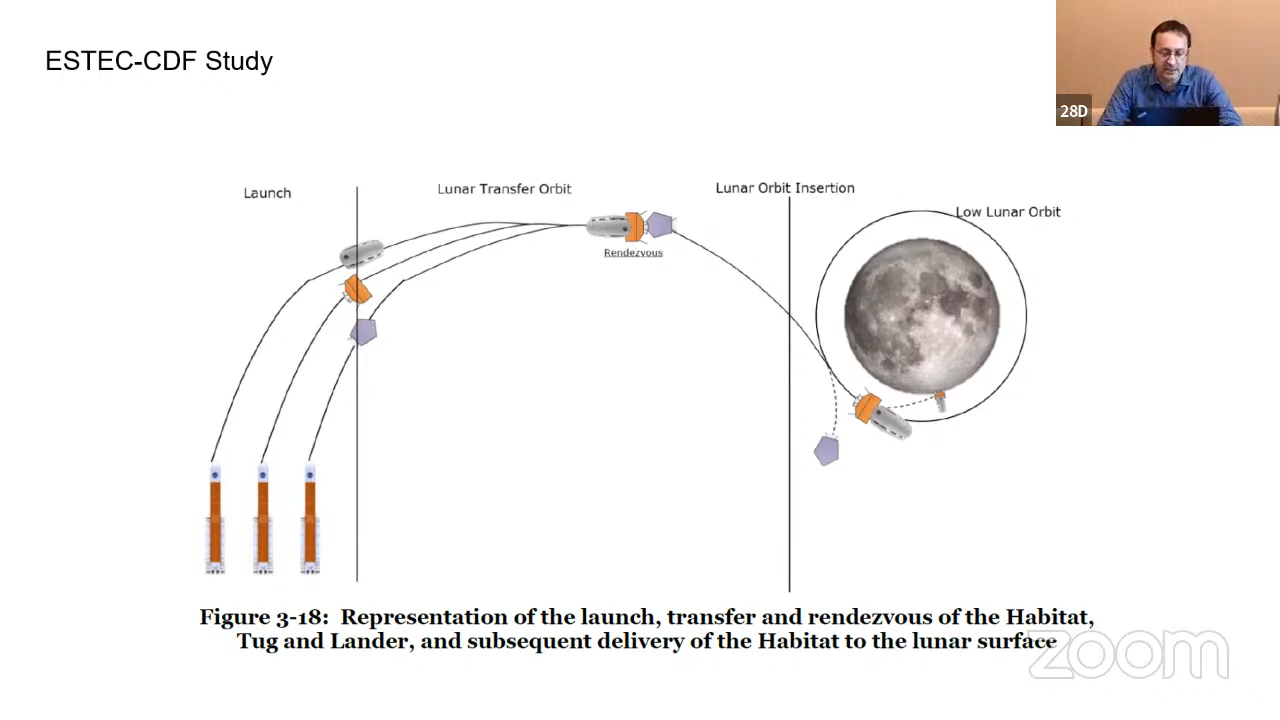 ESTEC-CDF Study
28D
Launch
Lunar Transfer Orbit
Lunar Orbit Insertion
Low Lunar Orbit
Rendezvous
Figure 3-18: Representation of the launch, transfer and rendezvous of the Habitat,
Tug and Lander, and subsequent delivery of the Habitat to the lunar surface
zoom